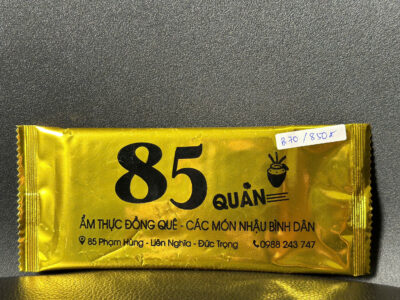 870 / 850k
85 QUÁN
ẨM THỰC ĐỒNG QUÊ - CÁC MÓN NHẬU BÌNH DÂN
85 Phạm Hùng - Liên Nghĩa - Đức Trọng 0988 243 747